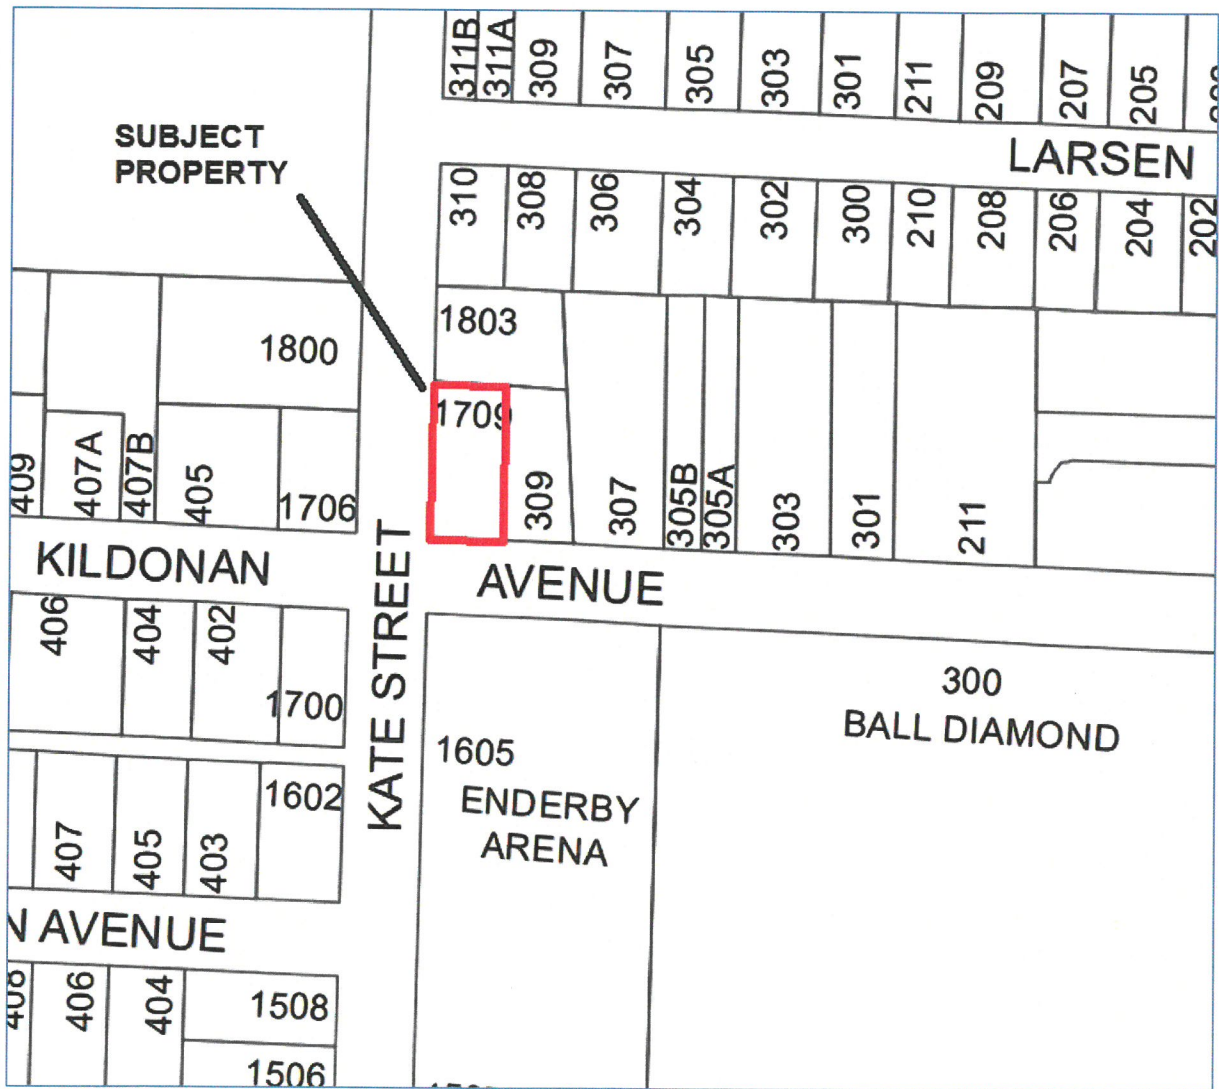 311B 311A 309 307 305 303 301 211 209 207 205
SUBJECT
PROPERTY
LARSEN
310 308 306 304 302 300 210 208 206 204 202
1803
1800
1709
409 407A 407B 405 1706
309 307 305B 305A 303 301 211
KILDONAN AVENUE
KATE STREET
406 404 402 1700
300
BALL DIAMOND
1605
ENDERBY
ARENA
407 405 403 1602
N AVENUE
408 406 404 1508
1506